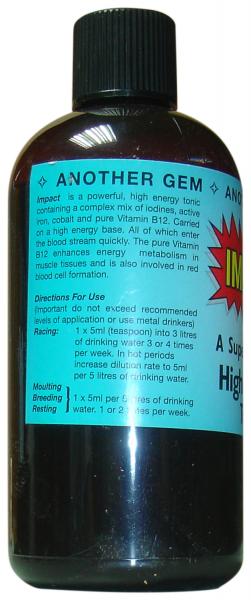 ✧ ANOTHER GEM ✧
Impact is a powerful, high energy tonic
containing a complex mix of iodines, active
iron, cobalt and pure Vitamin B12. Carried
on a high energy base. All of which enter
the blood stream quickly. The pure Vitamin
B12 enhances energy metabolism in
muscle tissues and is also involved in red
blood cell formation.
Directions For Use
(Important do not exceed recommended
levels of application or use metal drinkers)
Racing: 1 x 5ml (teaspoon) into 3 litres
of drinking water 3 or 4 times
per week. In hot periods
increase dilution rate to 5ml
per 5 litres of drinking water.
Moulting
Breeding } 1 x 5ml per 5 litres of drinking
Resting water. 1 or 2 times per week.
ANO
IM
A Sup
High